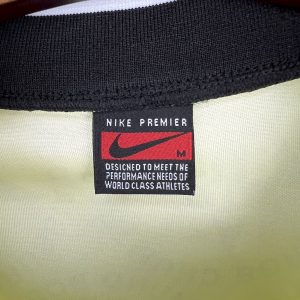 NIKE PREMIER
M
DESIGNED TO MEET THE
PERFORMANCE NEEDS OF
WORLD CLASS ATHLETES